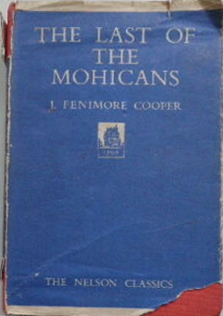 THE LAST OF
THE
MOHICANS
J. FENIMORE COOPER
THE NELSON CLASSICS